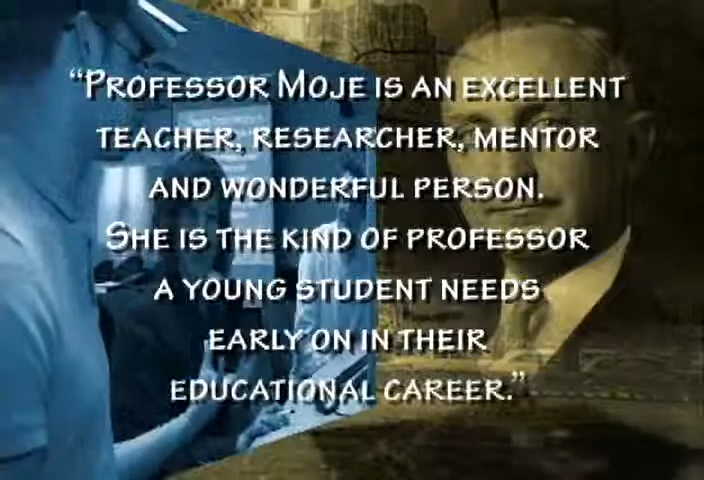 “Professor Moje is an excellent
teacher, researcher, mentor
and wonderful person.
She is the kind of professor
a young student needs
early on in their
educational career.”